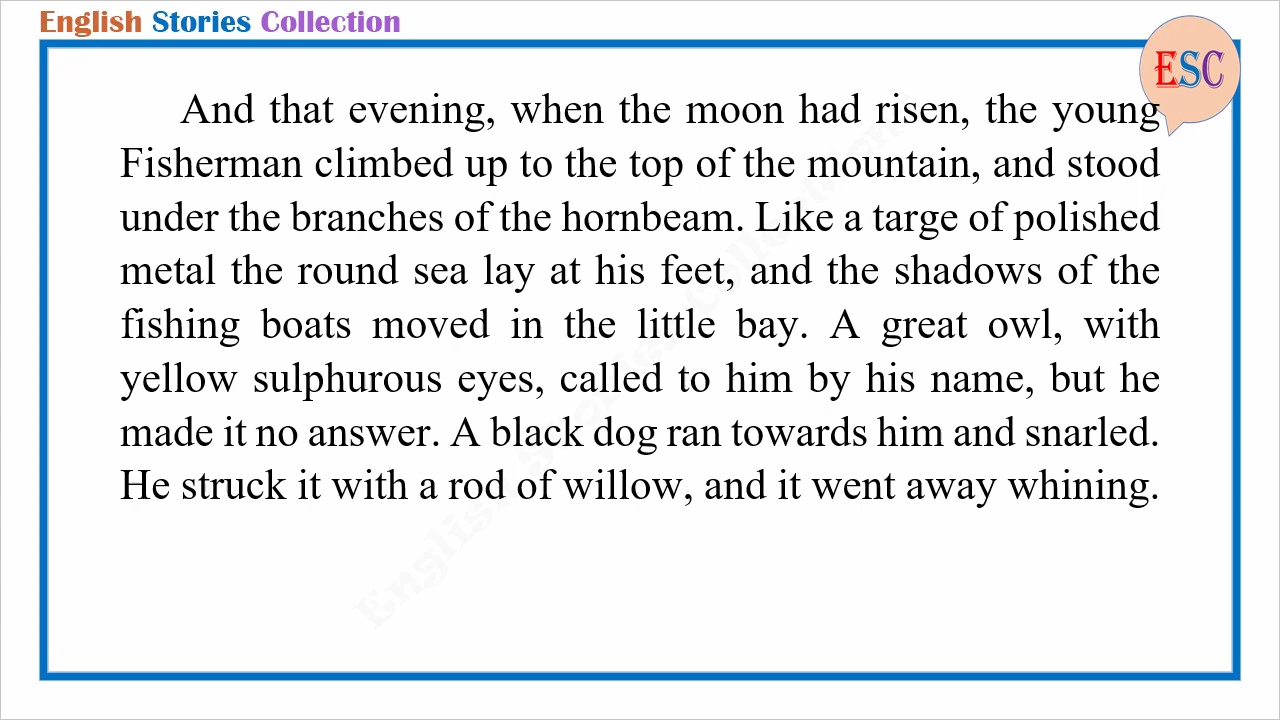 English Stories Collection
ESC
And that evening, when the moon had risen, the young
Fisherman climbed up to the top of the mountain, and stood
under the branches of the hornbeam. Like a targe of polished
metal the round sea lay at his feet, and the shadows of the
fishing boats moved in the little bay. A great owl, with
yellow sulphurous eyes, called to him by his name, but he
made it no answer. A black dog ran towards him and snarled.
He struck it with a rod of willow, and it went away whining.
English Stories Collection